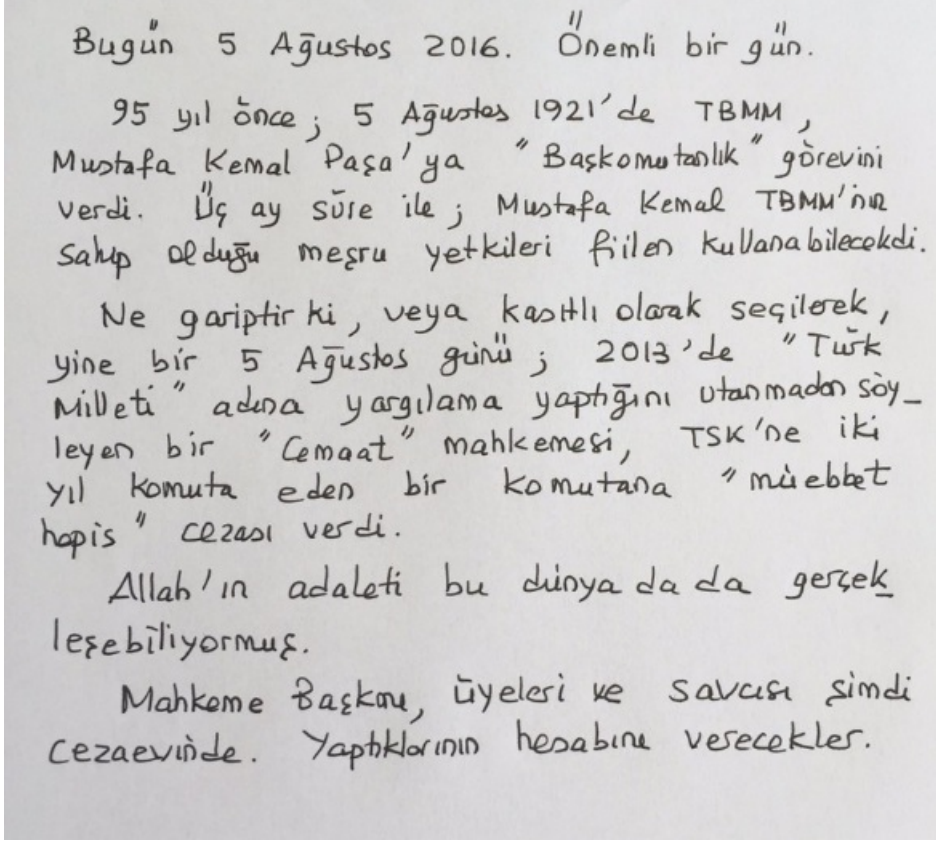 Bugün 5 Ağustos 2016. Önemli bir gün.
95 yıl önce; 5 Ağustos 1921'de TBMM,
Mustafa Kemal Paşa'ya "Başkomutanlık" görevini
verdi. Üç ay süre ile; Mustafa Kemal TBMM'nin
sahip olduğu meşru yetkileri fiilen kullanabilecekdi.
Ne gariptir ki, veya kasıtlı olarak seçilerek,
yine bir 5 Ağustos günü; 2013'de "Türk
Milleti" adına yargılama yaptığını utanmadan söy_
leyen bir "Cemaat" mahkemesi, TSK'ne iki
yıl komuta eden bir komutana "müebbet
hapis" cezası verdi.
Allah'ın adaleti bu dünya da da gerçek_
leşebiliyormuş.
Mahkeme Başkanı, üyeleri ve savcısı şimdi
cezaevinde. Yaptıklarının hesabını verecekler.